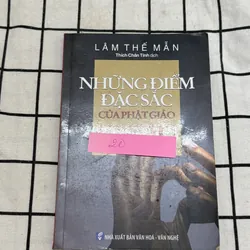 LÂM THẾ MẪN
Thích Chân Tính dịch
NHỮNG ĐIỂM
ĐẶC SẮC
CỦA PHẬT GIÁO
20
NHÀ XUẤT BẢN VĂN HOÁ - VĂN NGHỆ